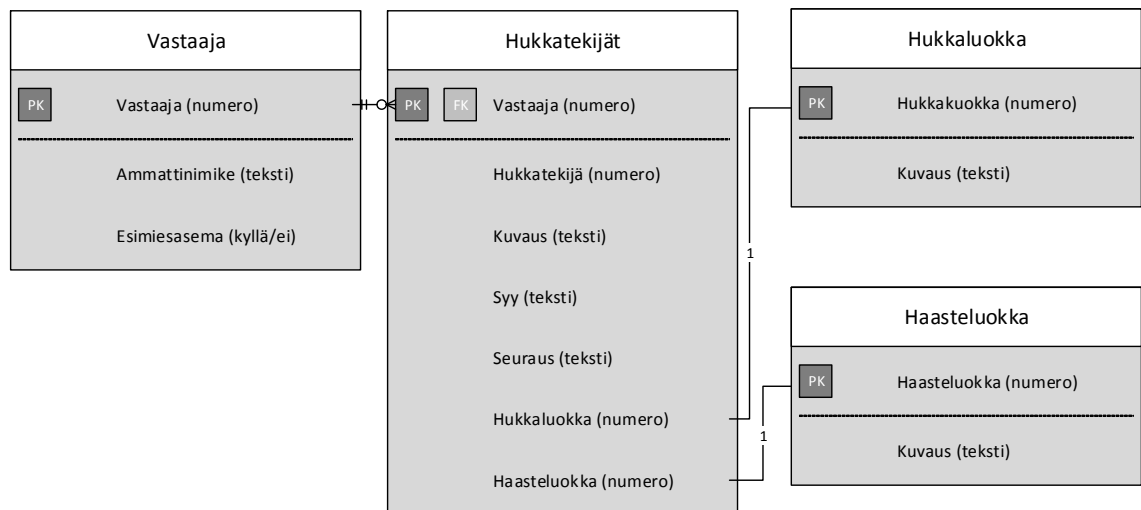 Vastaaja
PK Vastaaja (numero)
Ammattinimike (teksti)
Esimiesasema (kyllä/ei)
Hukkatekijät
PK FK Vastaaja (numero)
Hukkatekijä (numero)
Kuvaus (teksti)
Syy (teksti)
Seuraus (teksti)
Hukkaluokka (numero)
Haasteluokka (numero)
1
1
Hukkaluokka
PK Hukkakuokka (numero)
Kuvaus (teksti)
Haasteluokka
PK Haasteluokka (numero)
Kuvaus (teksti)